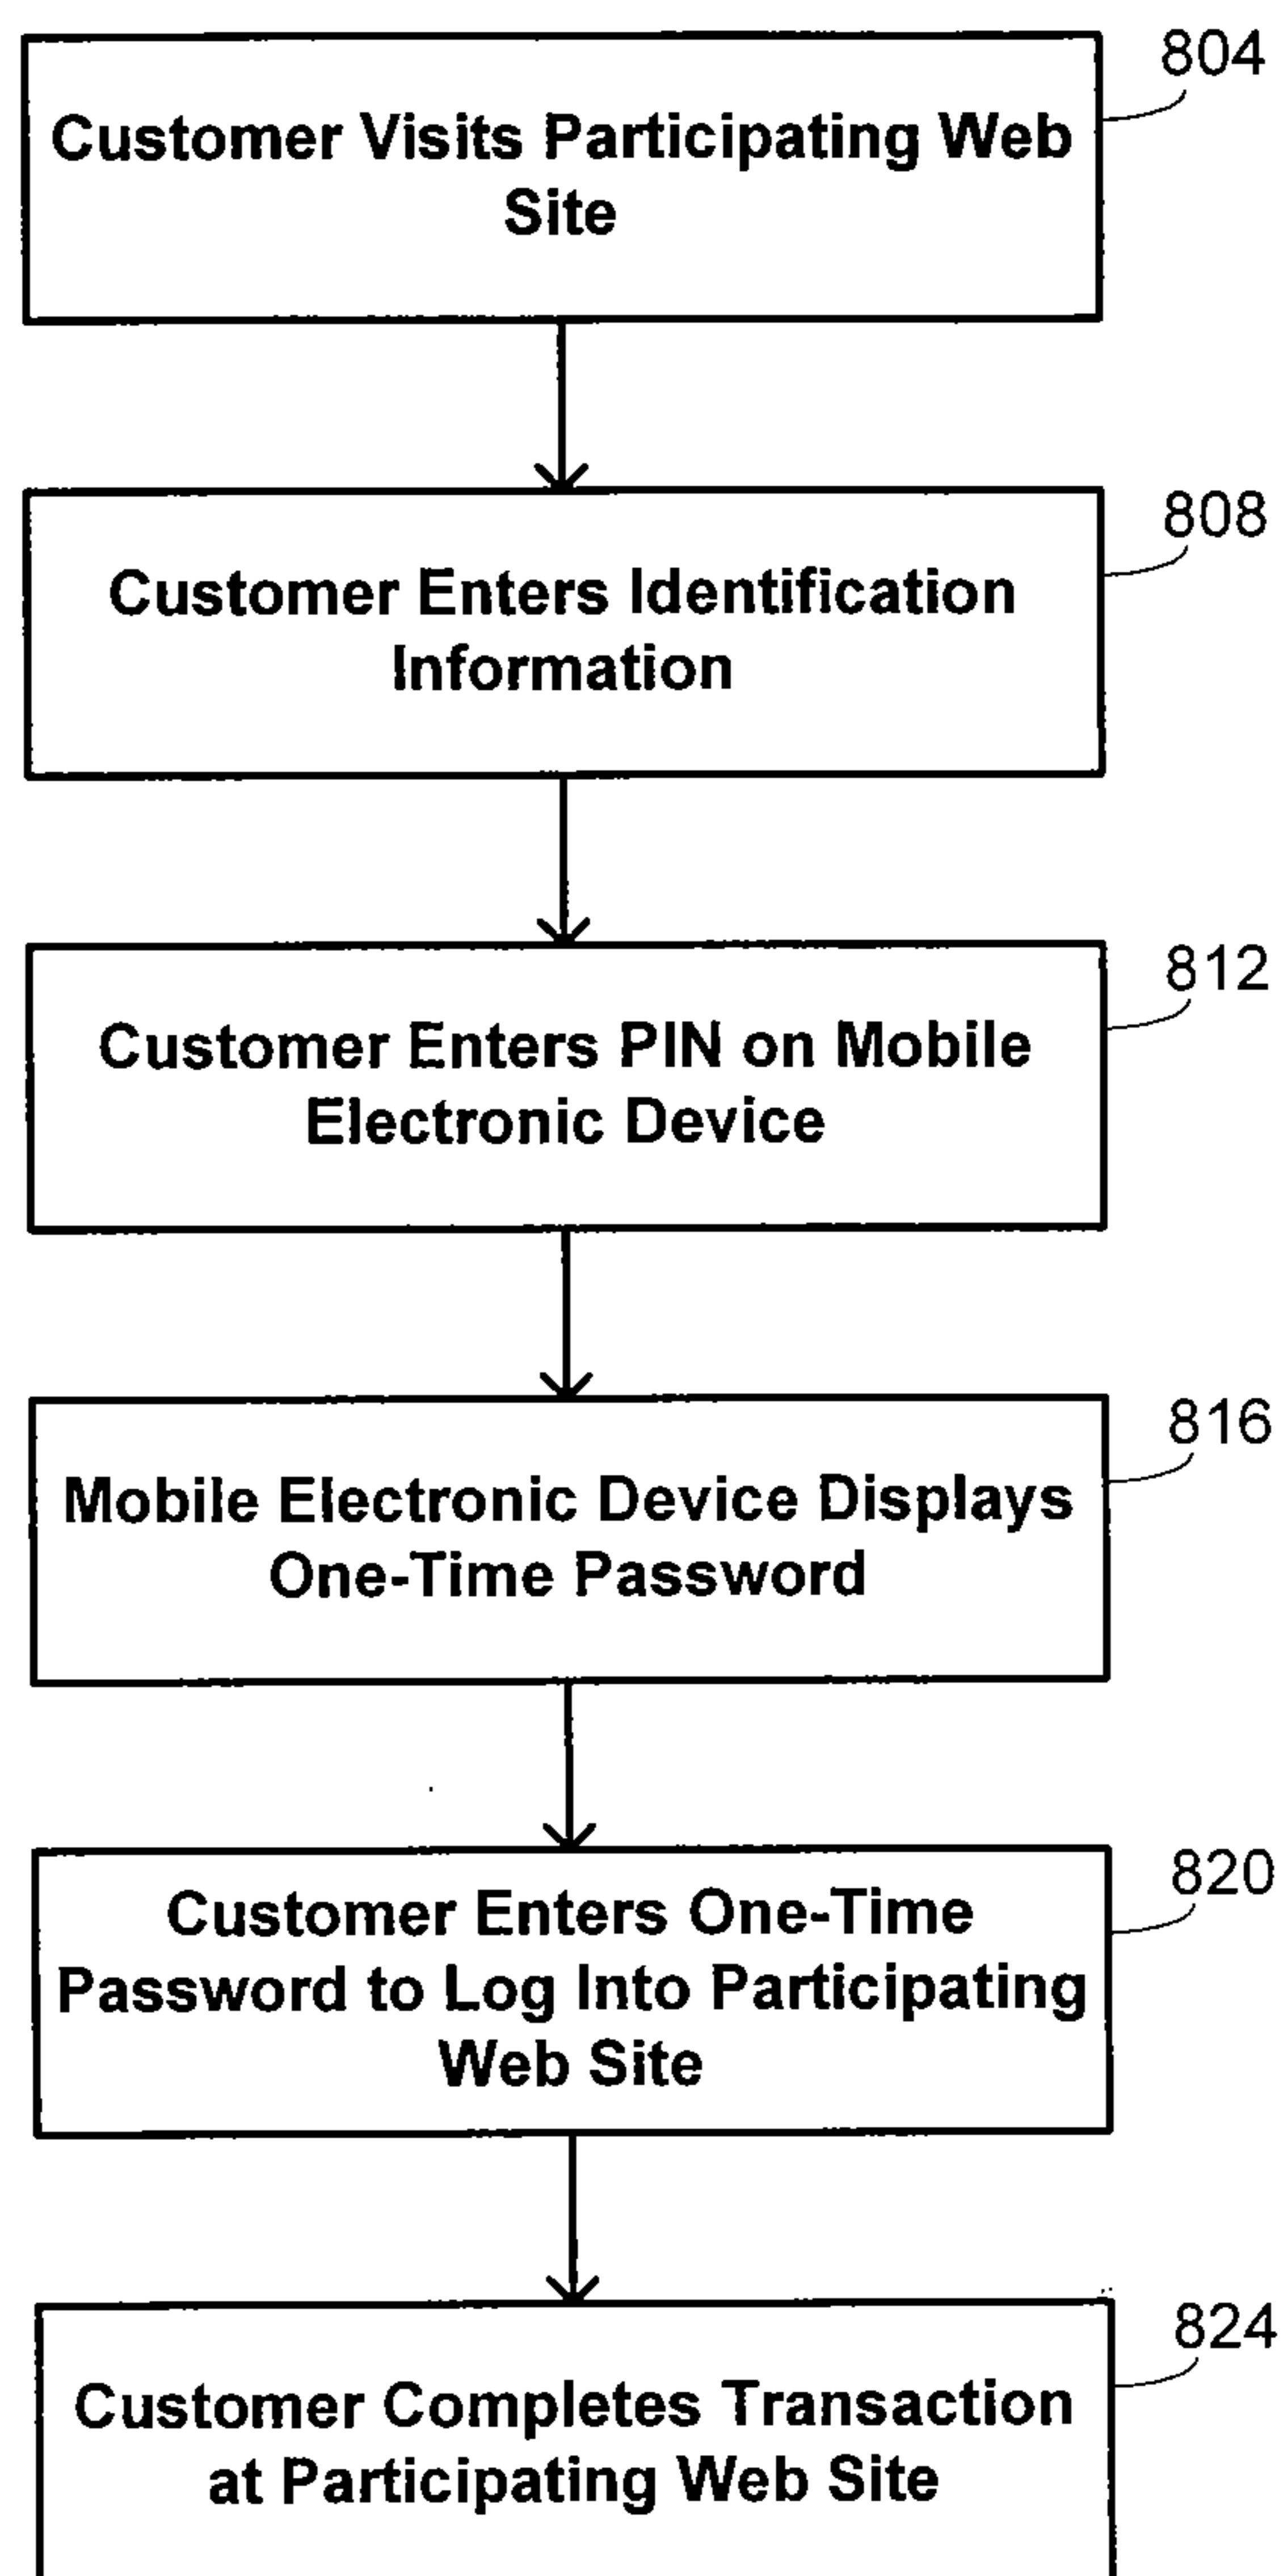 804
Customer Visits Participating Web
Site
808
Customer Enters Identification
Information
812
Customer Enters PIN on Mobile
Electronic Device
816
Mobile Electronic Device Displays
One-Time Password
820
Customer Enters One-Time
Password to Log Into Participating
Web Site
824
Customer Completes Transaction
at Participating Web Site